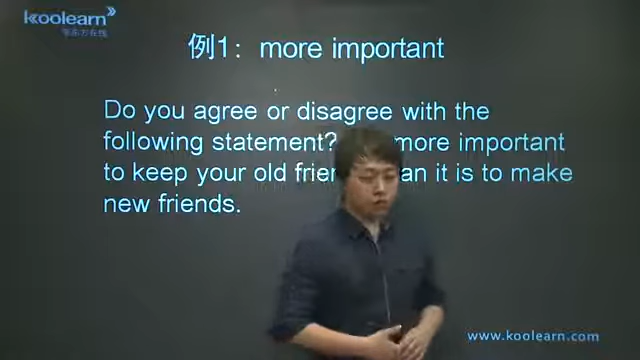 koolearn
新东方在线
例1： more important
Do you agree or disagree with the
following statement? more important
to keep your old an it is to make
new friends.
www.koolearn.com